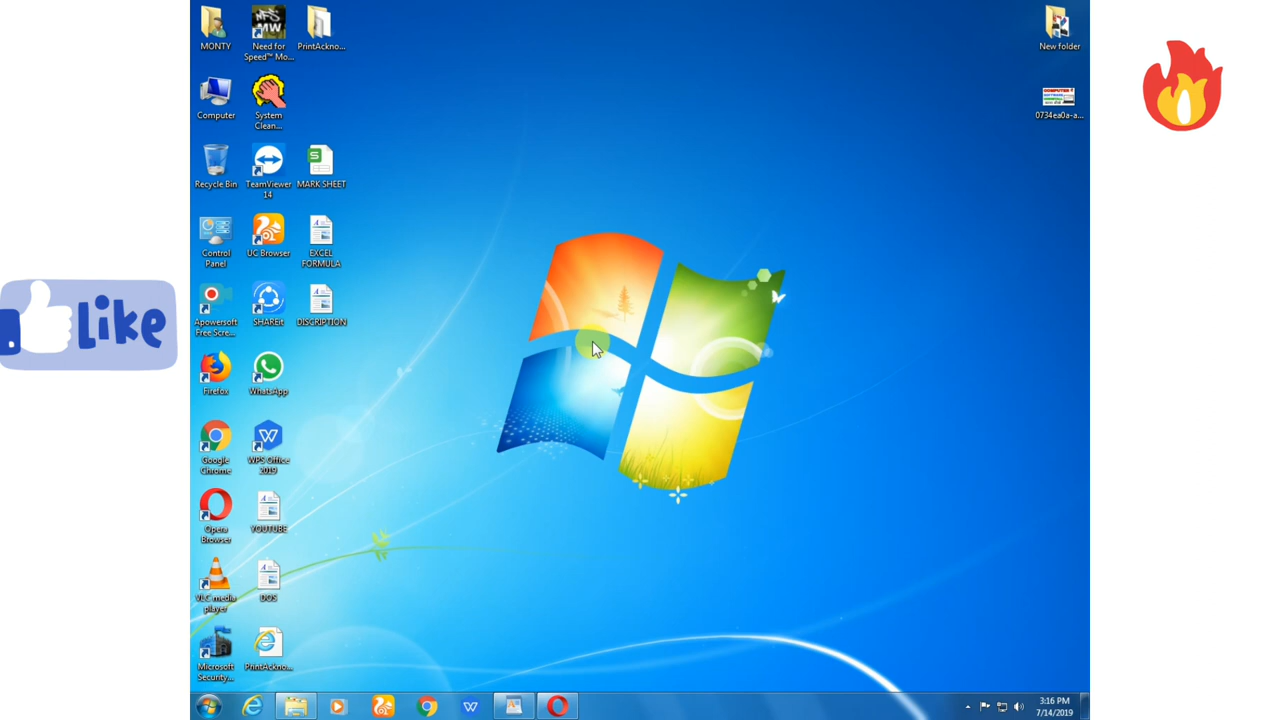 MONTY
Need for
Speed™ Mo...
PrintAckno...
New folder
Computer
System
Clean...
COMPUTER
0734ea0a-a...
Recycle Bin
TeamViewer
14
MARK SHEET
Control
Panel
UC Browser
EXCEL
FORMULA
Apowersoft
Free Scre...
SHAREit
DISCRIPTION
like
Firefox
WhatsApp
Google
Chrome
WPS Office
2019
Opera
Browser
YOUTUBE
VLC media
player
DOS
Microsoft
Security...
PrintAckno...
3:16 PM
7/14/2019